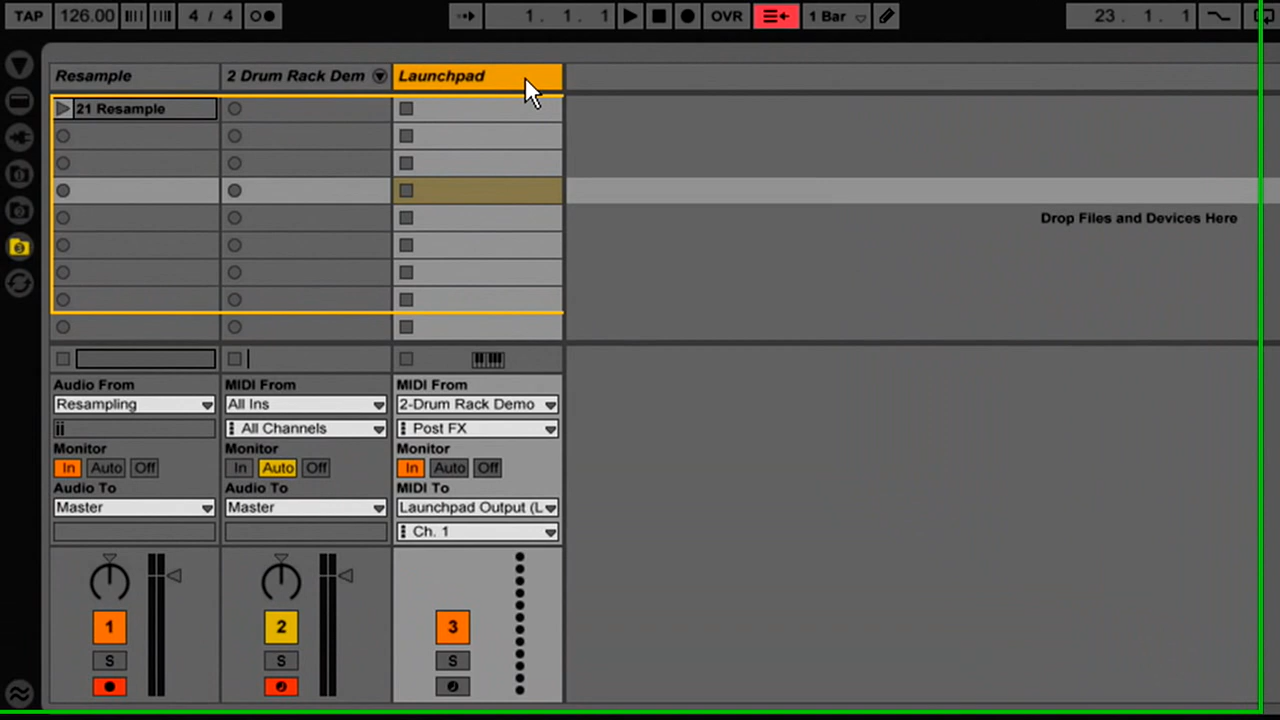 TAP 126.00 4 / 4 1. 1. 1 OVR 1 Bar 23. 1. 1
Resample 2 Drum Rack Dem Launchpad
21 Resample
Drop Files and Devices Here
Audio From MIDI From MIDI From
Resampling All Ins 2-Drum Rack Demo
All Channels Post FX
Monitor Monitor Monitor
In Auto Off In Auto Off In Auto Off
Audio To Audio To MIDI To
Master Master Launchpad Output (L
Ch. 1
1 2 3
S S S